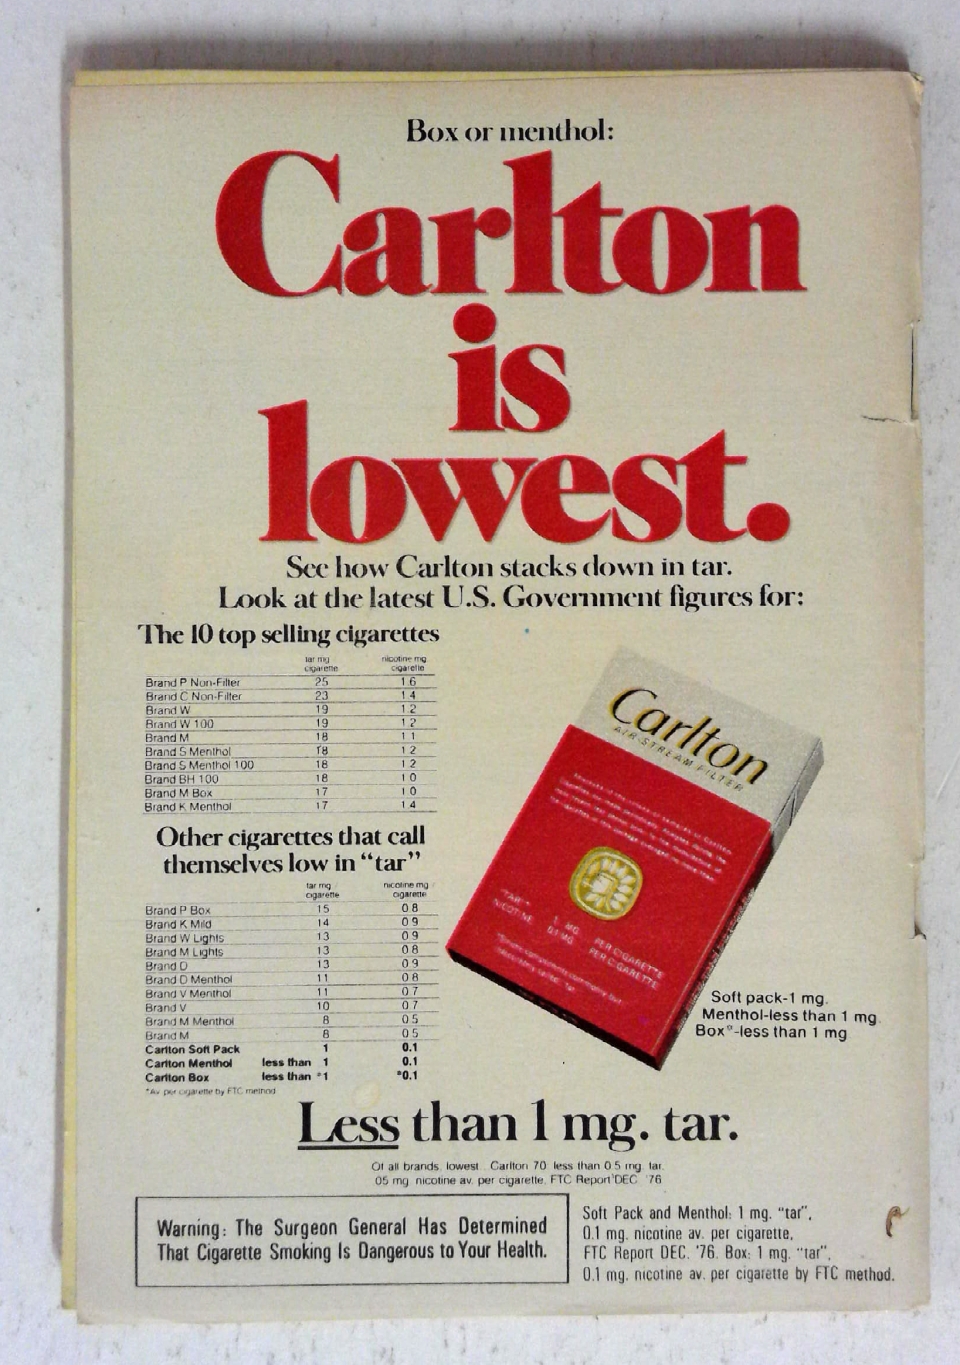 Box or menthol:
Carlton
is
lowest.
See how Carlton stacks down in tar.
Look at the latest U.S. Government figures for:
The 10 top selling cigarettes
tar mg cigarette nicotine mg cigarette
Brand P Non-Filter 25 1.6
Brand C Non-Filter 23 1.4
Brand W 19 1.2
Brand W 100 19 1.2
Brand M 18 1.1
Brand S Menthol 18 1.2
Brand S Menthol 100 18 1.2
Brand BH 100 18 1.0
Brand M Box 17 1.0
Brand K Menthol 17 1.4
Other cigarettes that call
themselves low in “tar”
tar mg cigarette nicotine mg cigarette
Brand P Box 15 0.8
Brand K Mild 14 0.9
Brand W Lights 13 0.9
Brand M Lights 13 0.8
Brand D 13 0.9
Brand D Menthol 11 0.8
Brand V Menthol 11 0.7
Brand V 10 0.7
Brand M Menthol 8 0.5
Brand M 8 0.5
Carlton Soft Pack 1 0.1
Carlton Menthol less than 1 0.1
Carlton Box less than *1 *0.1
*Av. per cigarette by FTC method
Carlton
AIR-STREAM FILTER
"TAR" 1 MG PER CIGARETTE
NICOTINE 0.1 MG PER CIGARETTE
Soft pack-1 mg.
Menthol-less than 1 mg.
Box*-less than 1 mg
Less than 1 mg. tar.
Of all brands, lowest... Carlton 70: less than 0.5 mg. tar,
.05 mg. nicotine av. per cigarette, FTC Report DEC. '76
Warning: The Surgeon General Has Determined
That Cigarette Smoking Is Dangerous to Your Health.
Soft Pack and Menthol: 1 mg. “tar”,
0.1 mg. nicotine av. per cigarette,
FTC Report DEC. '76. Box: 1 mg. “tar”,
0.1 mg. nicotine av. per cigarette by FTC method.